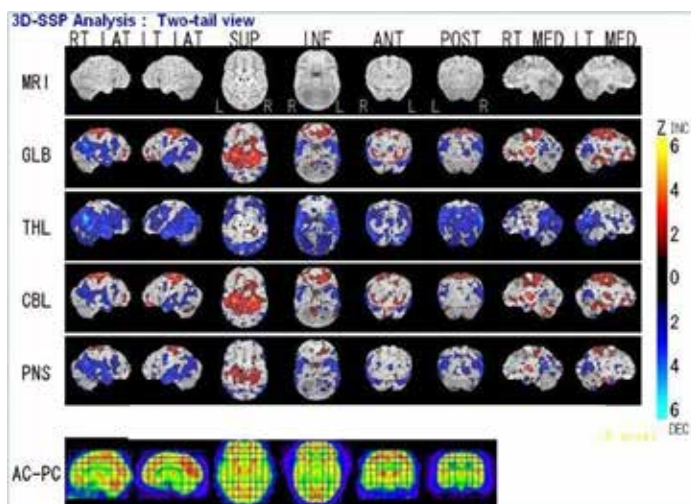 3D-SSP Analysis : Two-tail view
RT LAT LT LAT SUP INF ANT POST RT MED LT MED
MRI
L R R L R L L R
GLB
Z INC
6
4
2
0
2
4
6
DEC
THL
CBL
PNS
AC-PC